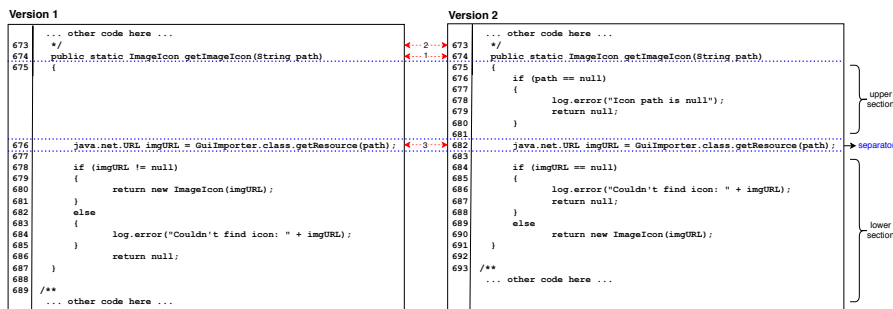 Version 1
... other code here ...
673 */
674 public static ImageIcon getImageIcon(String path)
675 {
676 java.net.URL imgURL = GuiImporter.class.getResource(path);
677
678 if (imgURL != null)
679 {
680 return new ImageIcon(imgURL);
681 }
682 else
683 {
684 log.error("Couldn't find icon: " + imgURL);
685 }
686 return null;
687 }
688
689 /**
... other code here ...
2
1
3
Version 2
... other code here ...
673 */
674 public static ImageIcon getImageIcon(String path)
675 {
676 if (path == null)
677 {
678 log.error("Icon path is null");
679 return null;
680 }
681
682 java.net.URL imgURL = GuiImporter.class.getResource(path);
683
684 if (imgURL == null)
685 {
686 log.error("Couldn't find icon: " + imgURL);
687 return null;
688 }
689 else
690 return new ImageIcon(imgURL);
691 }
692
693 /**
... other code here ...
upper
section
separator
lower
section